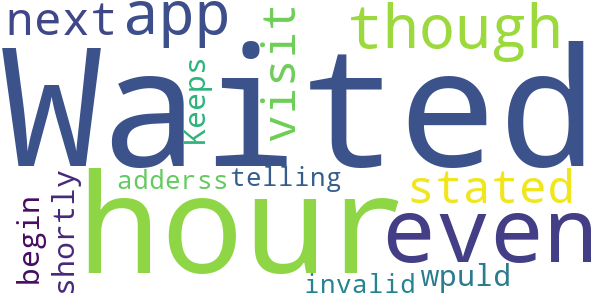 next
app
though
visit
Keeps
Waited
adderss
telling
stated
hour
even
begin
shortly
invalid
wpuld